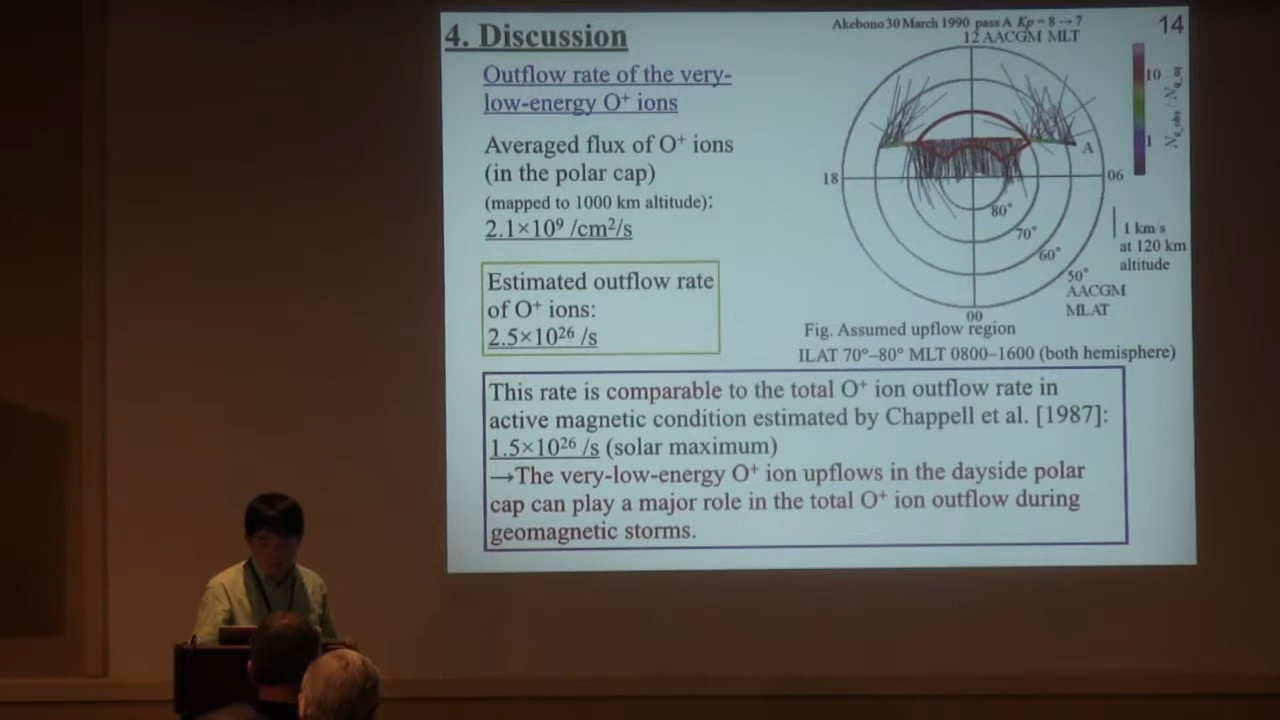 4. Discussion
Outflow rate of the very-
low-energy O⁺ ions
Averaged flux of O⁺ ions
(in the polar cap)
(mapped to 1000 km altitude):
2.1×10⁹ /cm²/s
Estimated outflow rate
of O⁺ ions:
2.5×10²⁶ /s
Akebono 30 March 1990 pass A Kp = 8 → 7
12 AACGM MLT
14
10
1
N_q_obs / N_q_eq
A
18
06
80°
70°
60°
50°
AACGM
MLAT
00
1 km/s
at 120 km
altitude
Fig. Assumed upflow region
ILAT 70°–80° MLT 0800–1600 (both hemisphere)
This rate is comparable to the total O⁺ ion outflow rate in
active magnetic condition estimated by Chappell et al. [1987]:
1.5×10²⁶ /s (solar maximum)
→The very-low-energy O⁺ ion upflows in the dayside polar
cap can play a major role in the total O⁺ ion outflow during
geomagnetic storms.